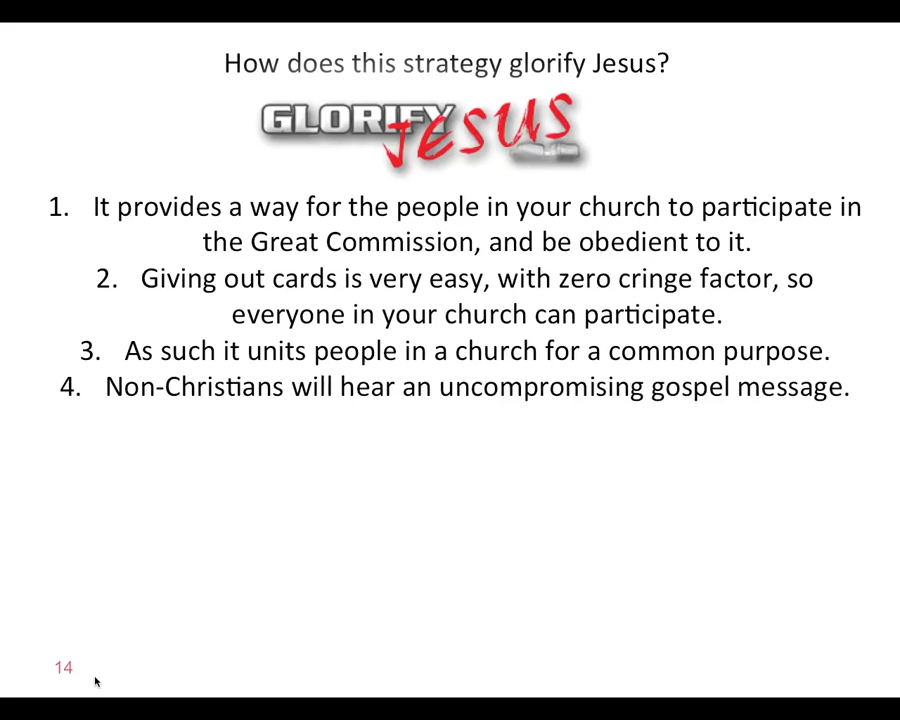 How does this strategy glorify Jesus?
GLORIFY JESUS
1. It provides a way for the people in your church to participate in
the Great Commission, and be obedient to it.
2. Giving out cards is very easy, with zero cringe factor, so
everyone in your church can participate.
3. As such it units people in a church for a common purpose.
4. Non-Christians will hear an uncompromising gospel message.
14